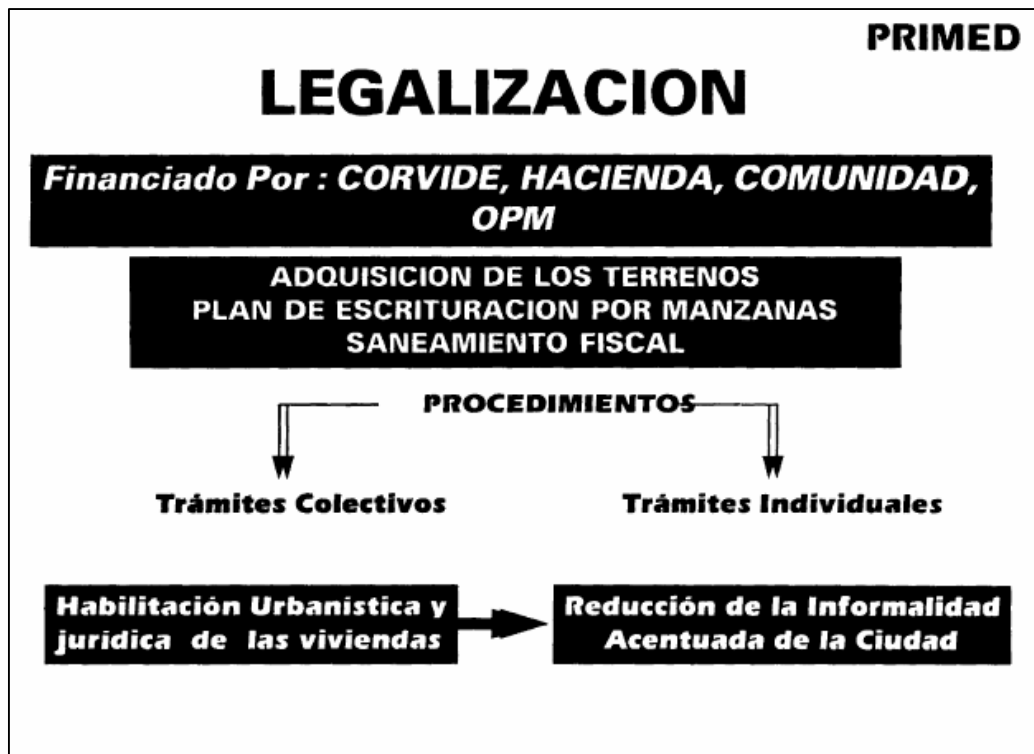 PRIMED
LEGALIZACION
Financiado Por : CORVIDE, HACIENDA, COMUNIDAD,
OPM
ADQUISICION DE LOS TERRENOS
PLAN DE ESCRITURACION POR MANZANAS
SANEAMIENTO FISCAL
PROCEDIMIENTOS
Trámites Colectivos
Trámites Individuales
Habilitación Urbanística y
jurídica de las viviendas
Reducción de la Informalidad
Acentuada de la Ciudad